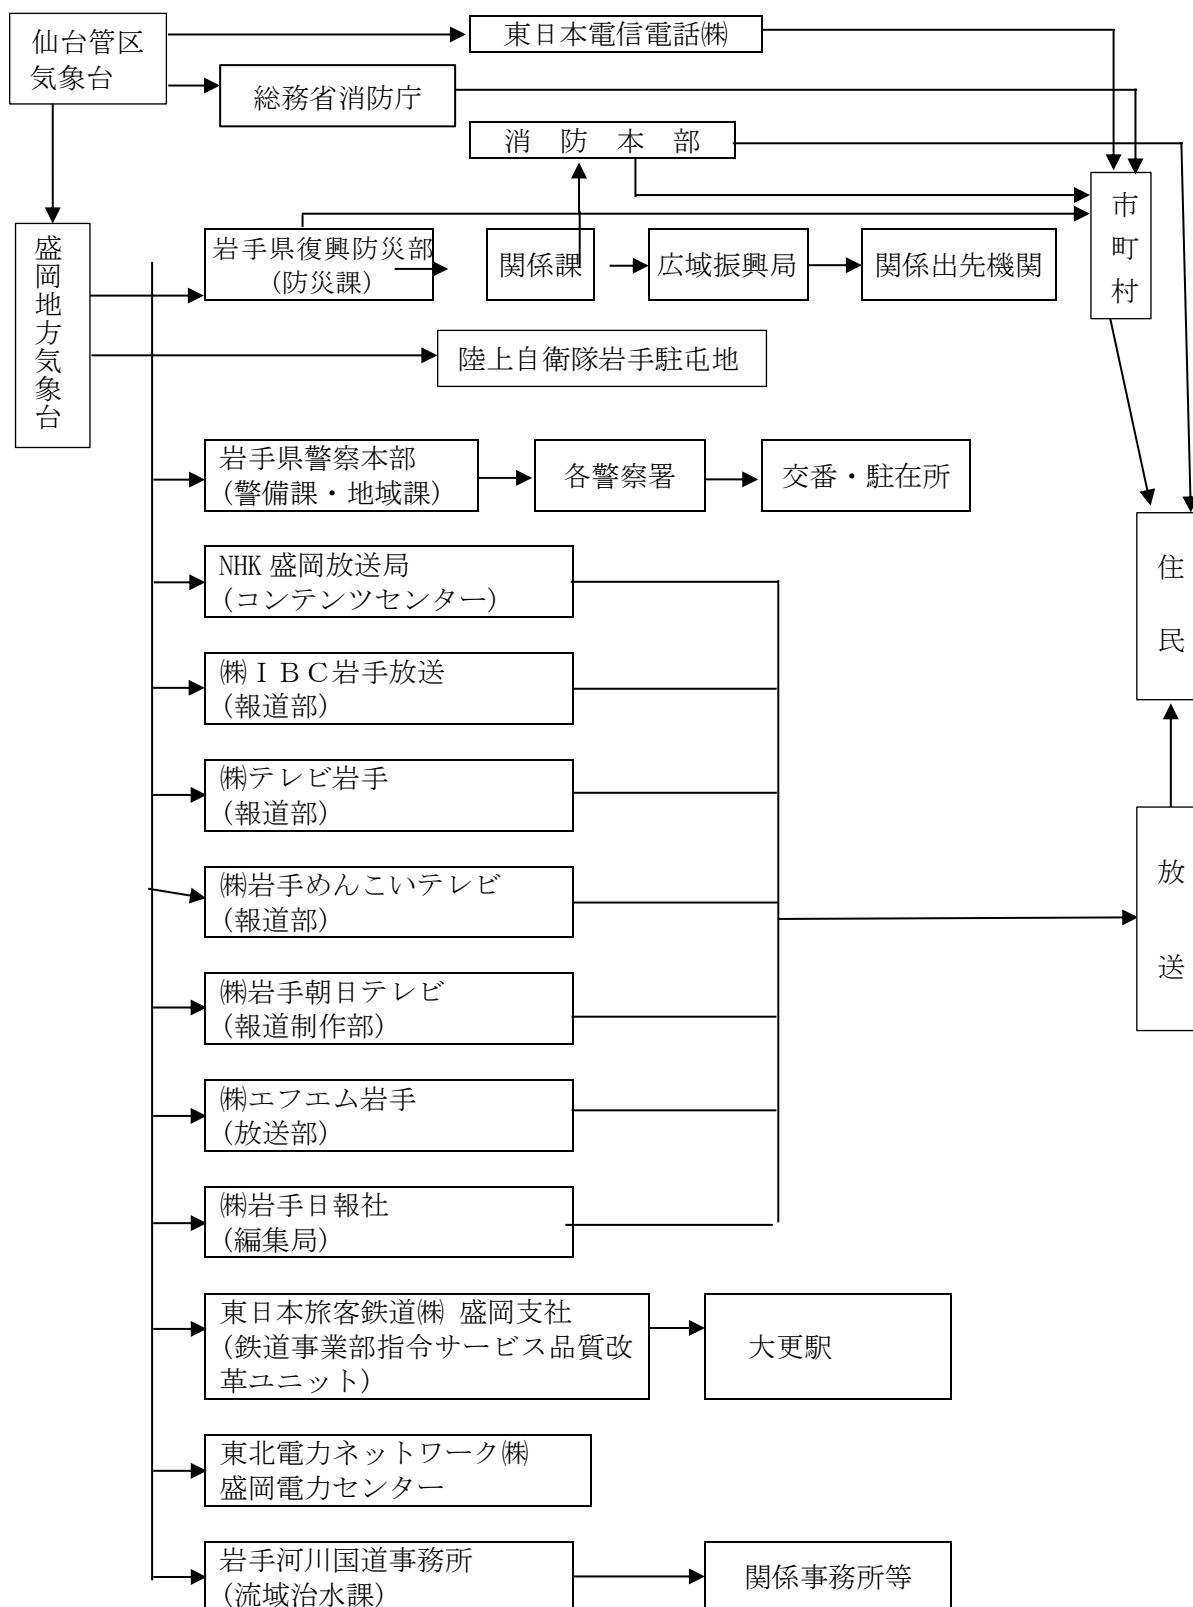 仙台管区
気象台
東日本電信電話㈱
総務省消防庁
消 防 本 部
市町村
盛岡地方気象台
岩手県復興防災部
(防災課)
関係課
広域振興局
関係出先機関
陸上自衛隊岩手駐屯地
岩手県警察本部
(警備課・地域課)
各警察署
交番・駐在所
住民
NHK 盛岡放送局
(コンテンツセンター)
㈱ＩＢＣ岩手放送
(報道部)
㈱テレビ岩手
(報道部)
放送
㈱岩手めんこいテレビ
(報道部)
㈱岩手朝日テレビ
(報道制作部)
㈱エフエム岩手
(放送部)
㈱岩手日報社
(編集局)
東日本旅客鉄道㈱ 盛岡支社
(鉄道事業部指令サービス品質改
革ユニット)
大更駅
東北電力ネットワーク㈱
盛岡電力センター
岩手河川国道事務所
(流域治水課)
関係事務所等